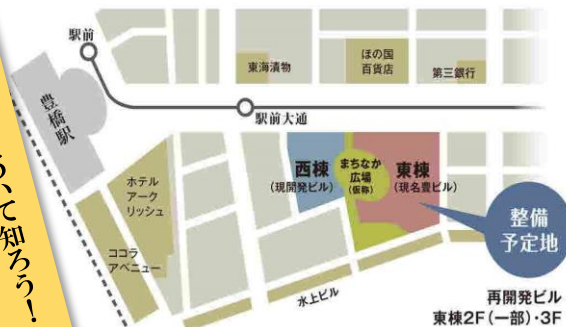 駅前
豊橋駅
東海漬物
ほの国
百貨店
第三銀行
駅前大通
ホテル
アーク
リッシュ
ココラ
アベニュー
西棟
(現開発ビル)
まちなか
広場
(仮称)
東棟
(現名豊ビル)
水上ビル
整備
予定地
再開発ビル
東棟2F(一部)・3F
いて知ろう!